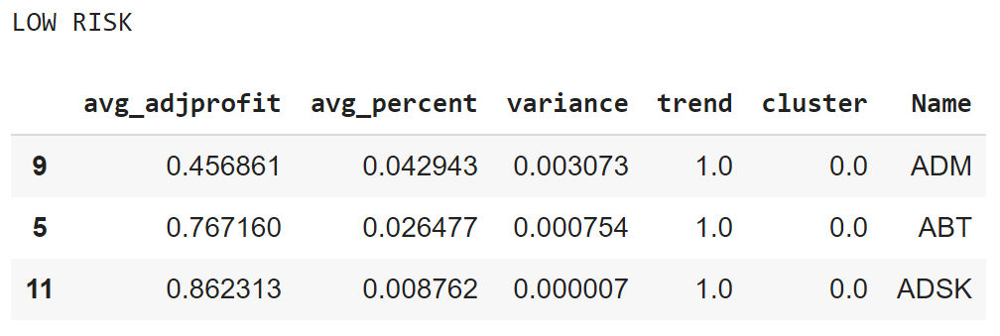 LOW RISK
avg_adjprofit avg_percent variance trend cluster Name
9 0.456861 0.042943 0.003073 1.0 0.0 ADM
5 0.767160 0.026477 0.000754 1.0 0.0 ABT
11 0.862313 0.008762 0.000007 1.0 0.0 ADSK